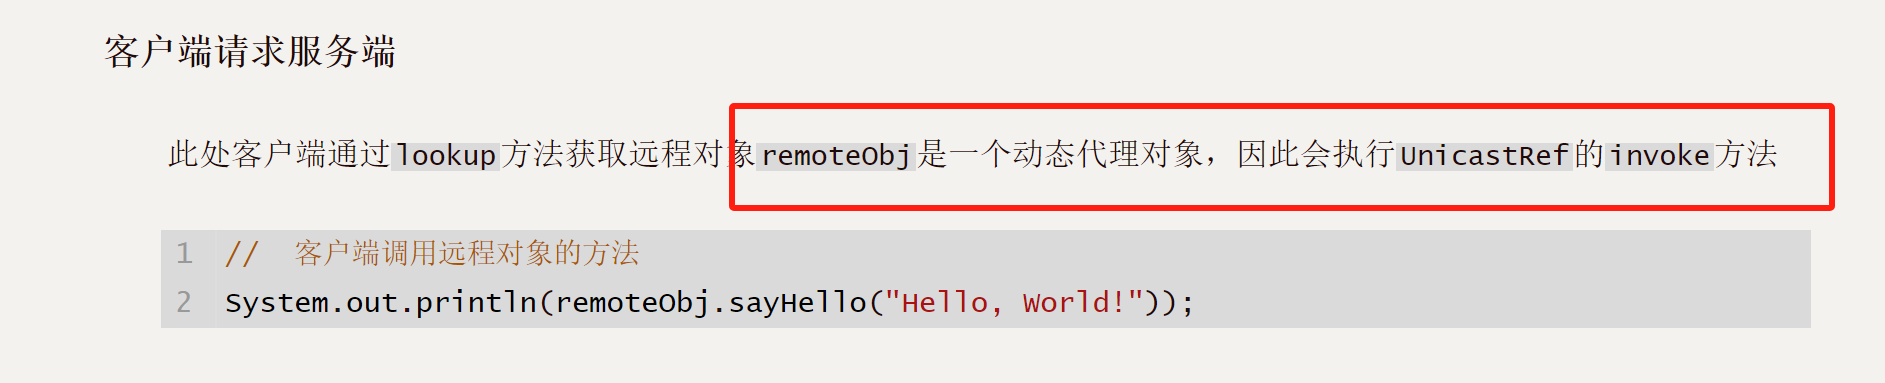 客户端请求服务端
此处客户端通过lookup方法获取远程对象remoteObj是一个动态代理对象，因此会执行UnicastRef的invoke方法
1 // 客户端调用远程对象的方法
2 System.out.println(remoteObj.sayHello("Hello, World!"));